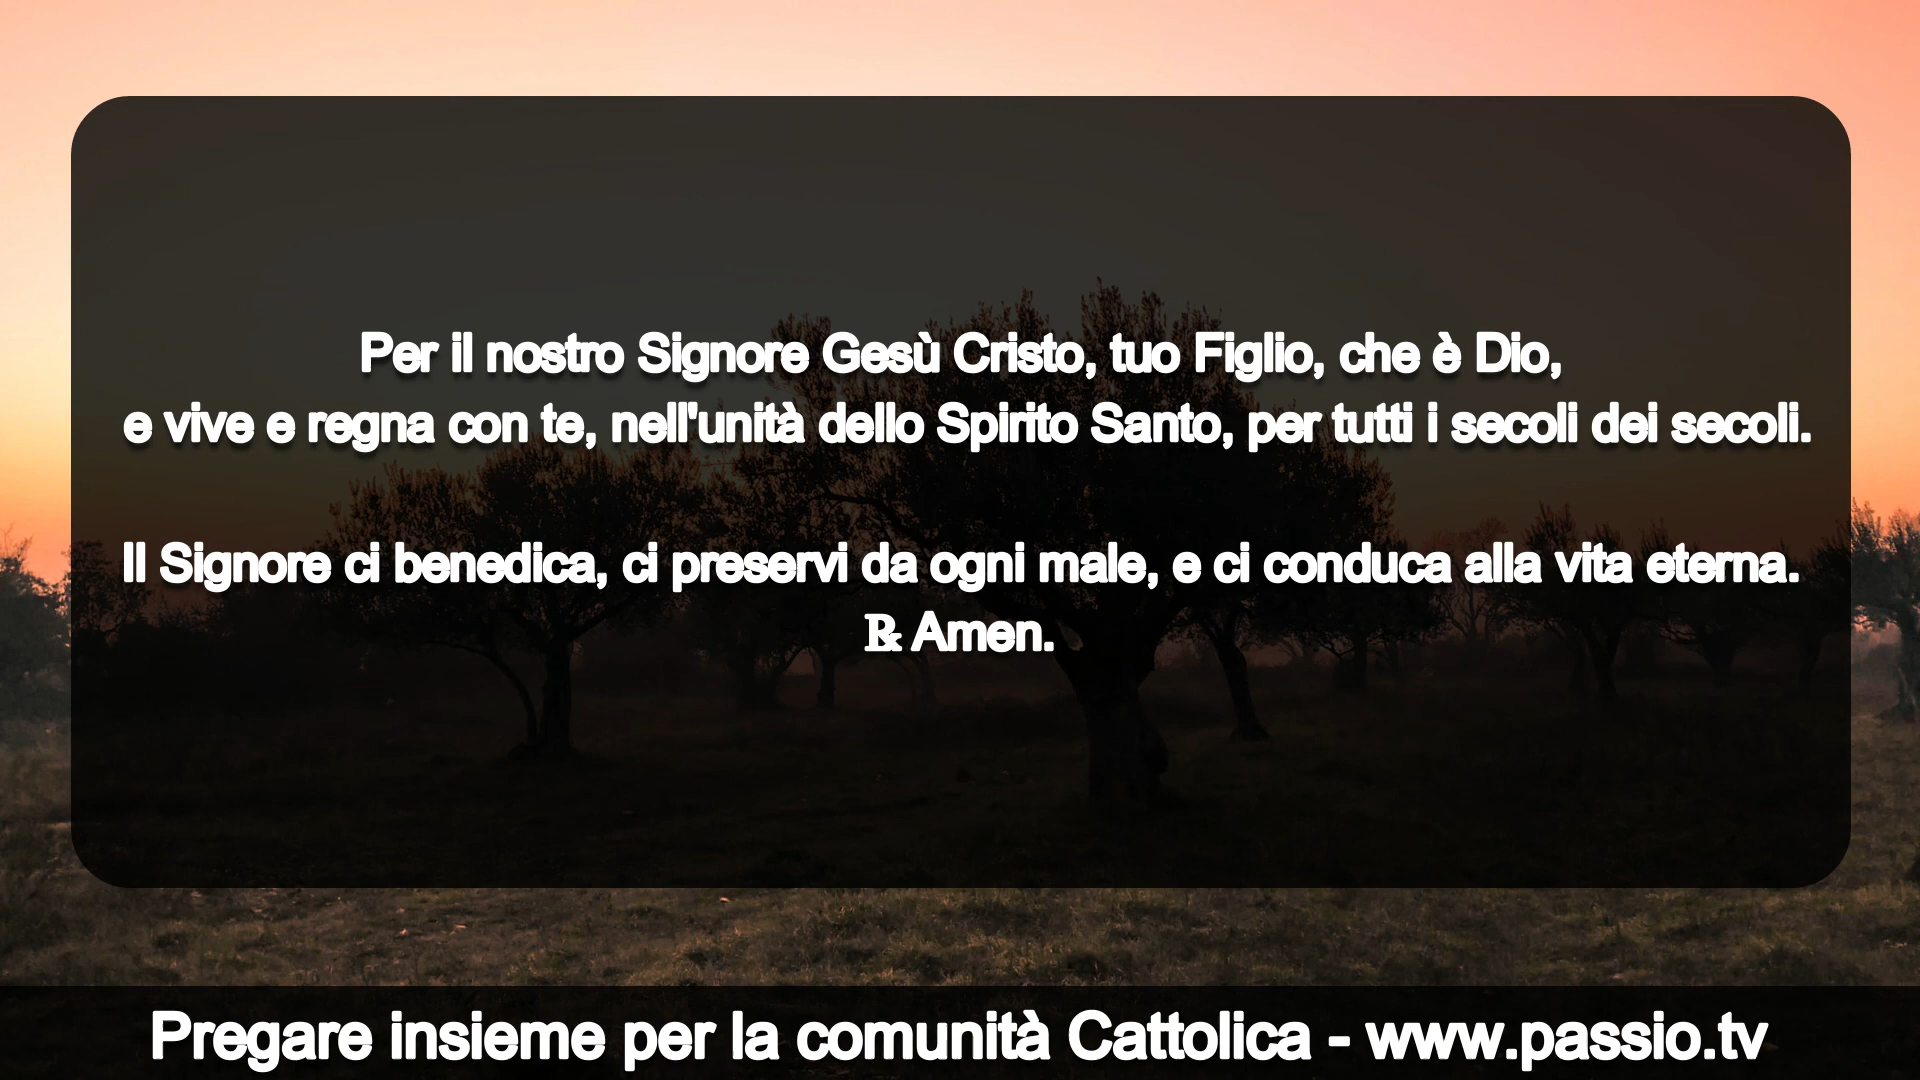 Per il nostro Signore Gesù Cristo, tuo Figlio, che è Dio,
e vive e regna con te, nell'unità dello Spirito Santo, per tutti i secoli dei secoli.
Il Signore ci benedica, ci preservi da ogni male, e ci conduca alla vita eterna.
℞ Amen.
Pregare insieme per la comunità Cattolica - www.passio.tv